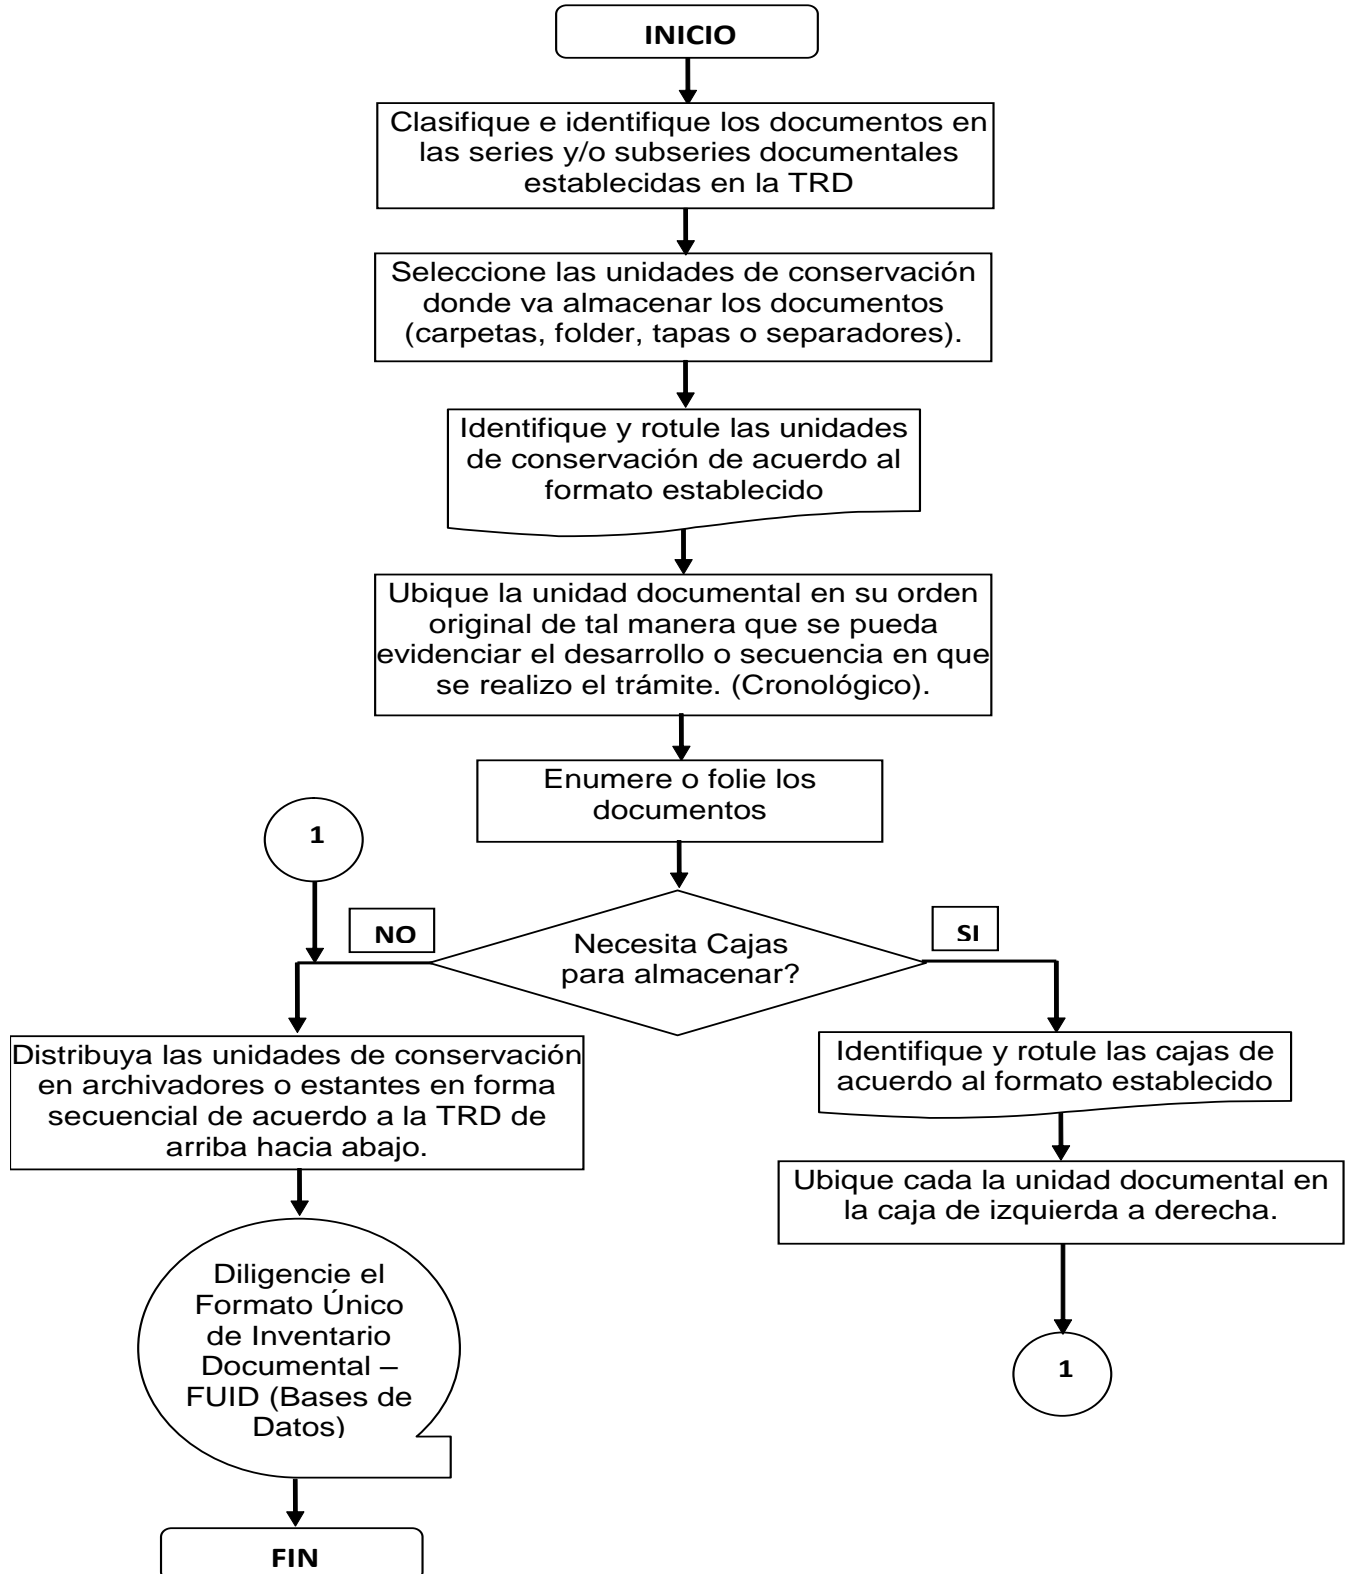 INICIO
Clasifique e identifique los documentos en
las series y/o subseries documentales
establecidas en la TRD
Seleccione las unidades de conservación
donde va almacenar los documentos
(carpetas, folder, tapas o separadores).
Identifique y rotule las unidades
de conservación de acuerdo al
formato establecido
Ubique la unidad documental en su orden
original de tal manera que se pueda
evidenciar el desarrollo o secuencia en que
se realizo el trámite. (Cronológico).
Enumere o folie los
documentos
1
NO
Necesita Cajas
para almacenar?
SI
Distribuya las unidades de conservación
en archivadores o estantes en forma
secuencial de acuerdo a la TRD de
arriba hacia abajo.
Identifique y rotule las cajas de
acuerdo al formato establecido
Ubique cada la unidad documental en
la caja de izquierda a derecha.
1
Diligencie el
Formato Único
de Inventario
Documental –
FUID (Bases de
Datos)
FIN